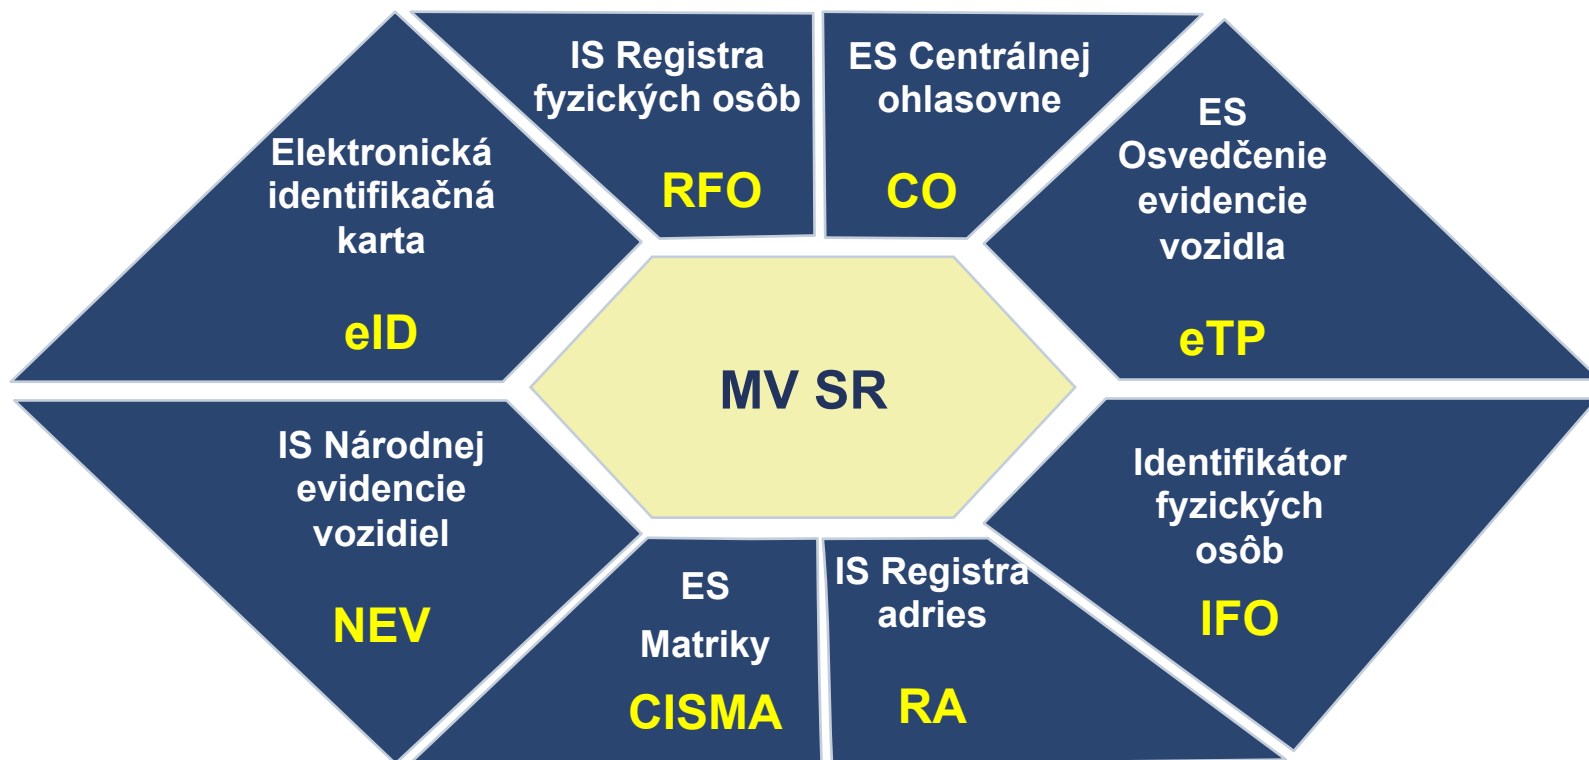 IS Registra
fyzických osôb
RFO
ES Centrálnej
ohlasovne
CO
Elektronická
identifikačná
karta
eID
ES
Osvedčenie
evidencie
vozidla
eTP
MV SR
IS Národnej
evidencie
vozidiel
NEV
ES
Matriky
CISMA
IS Registra
adries
RA
Identifikátor
fyzických
osôb
IFO